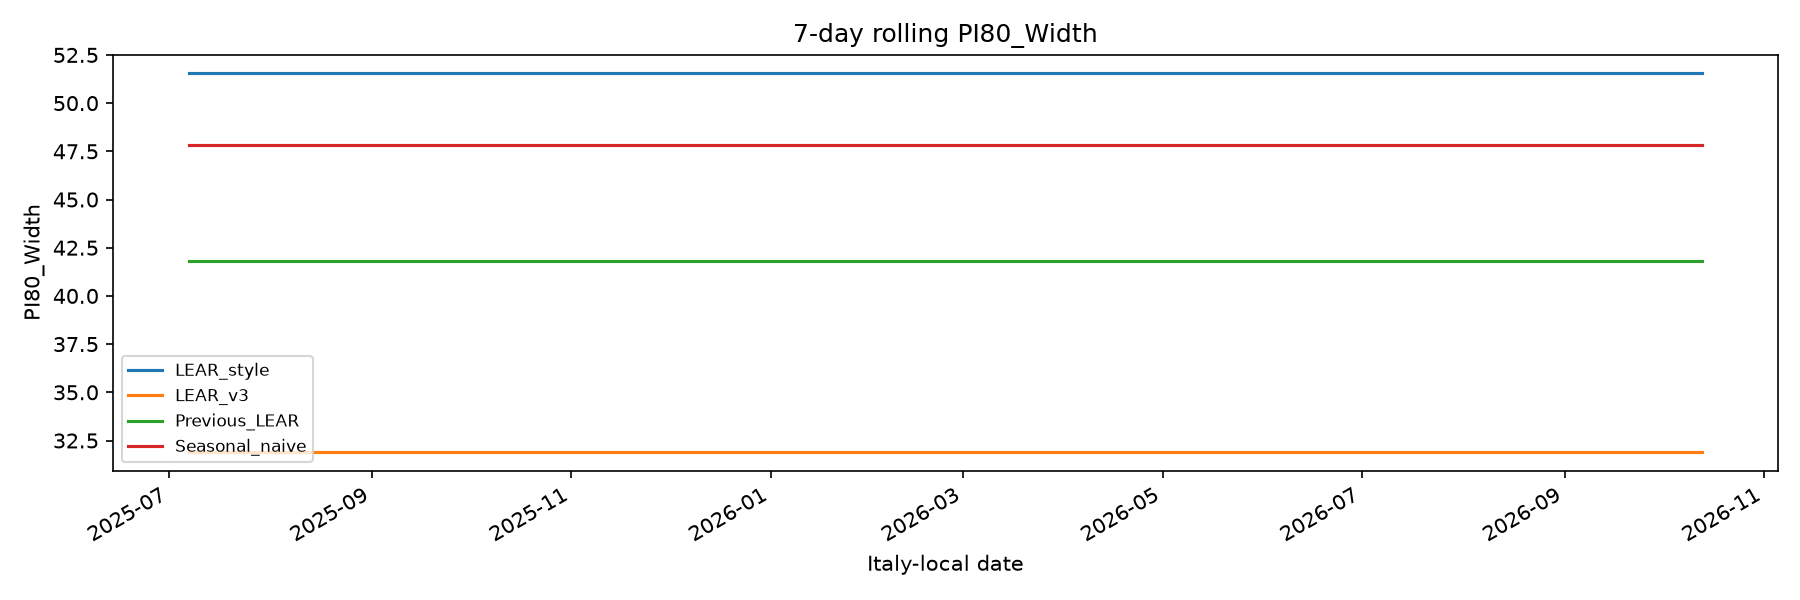 7-day rolling PI80_Width
PI80_Width
52.5
50.0
47.5
45.0
42.5
40.0
37.5
35.0
32.5
LEAR_style
LEAR_v3
Previous_LEAR
Seasonal_naive
2025-07
2025-09
2025-11
2026-01
2026-03
2026-05
2026-07
2026-09
2026-11
Italy-local date